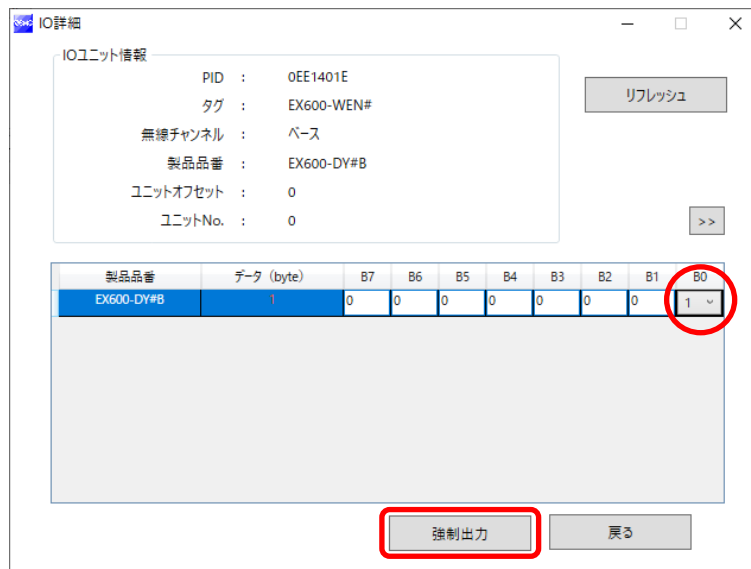 IO詳細
IOユニット情報
PID : 0EE1401E
タグ : EX600-WEN#
無線チャンネル : ベース
製品品番 : EX600-DY#B
ユニットオフセット : 0
ユニットNo. : 0
リフレッシュ
>>
製品品番 データ (byte) B7 B6 B5 B4 B3 B2 B1 B0
EX600-DY#B 1 0 0 0 0 0 0 0 1
強制出力 戻る